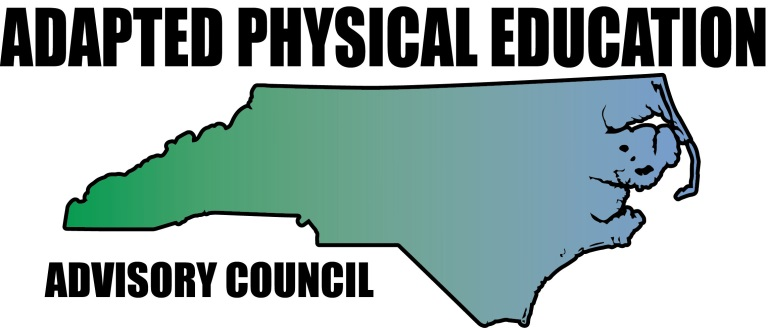 ADAPTED PHYSICAL EDUCATION
ADVISORY COUNCIL